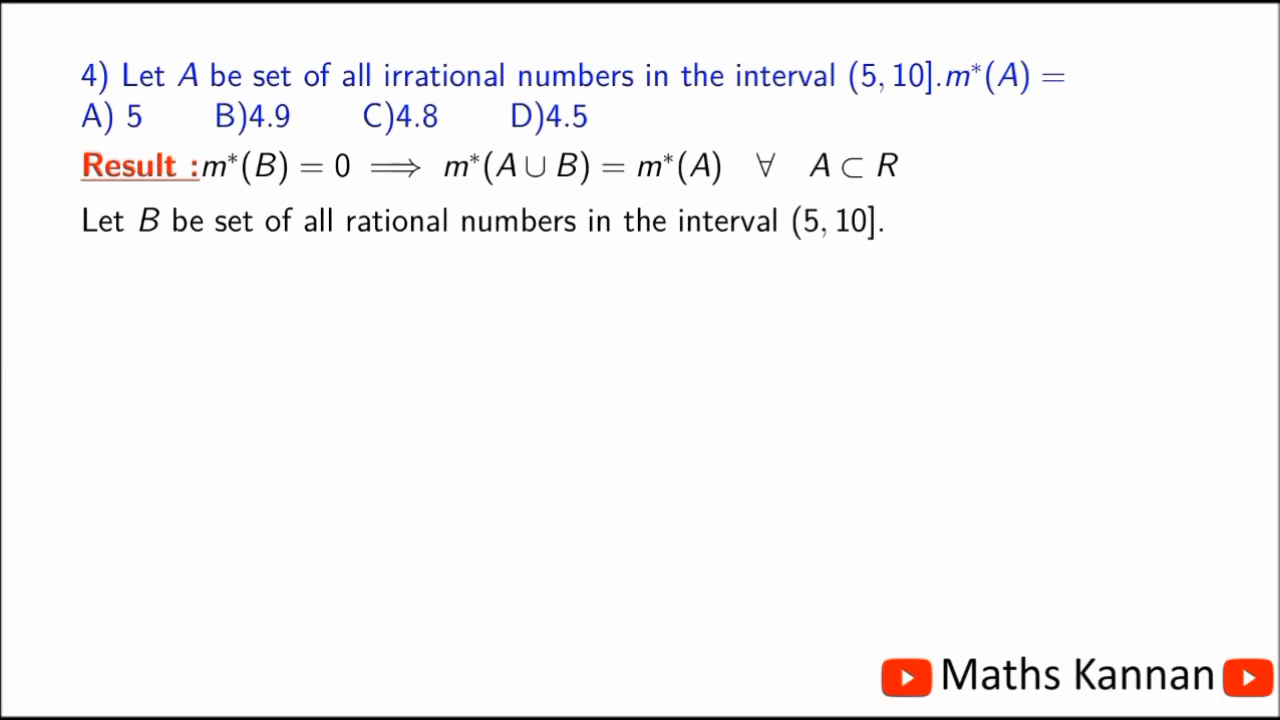 4) Let A be set of all irrational numbers in the interval (5, 10].m*(A) =
A) 5 B)4.9 C)4.8 D)4.5
Result :m*(B) = 0 ⟹ m*(A ∪ B) = m*(A) ∀ A ⊂ R
Let B be set of all rational numbers in the interval (5, 10].
Maths Kannan